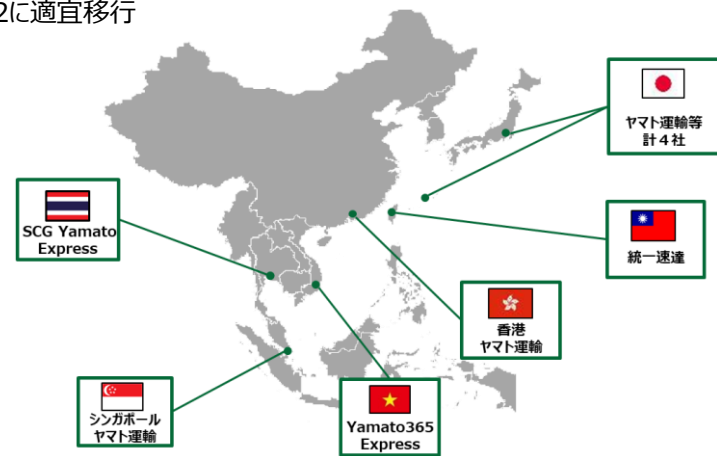 2に適宜移行
ヤマト運輸等
計４社
SCG Yamato
Express
統一速達
香港
ヤマト運輸
シンガポール
ヤマト運輸
Yamato365
Express